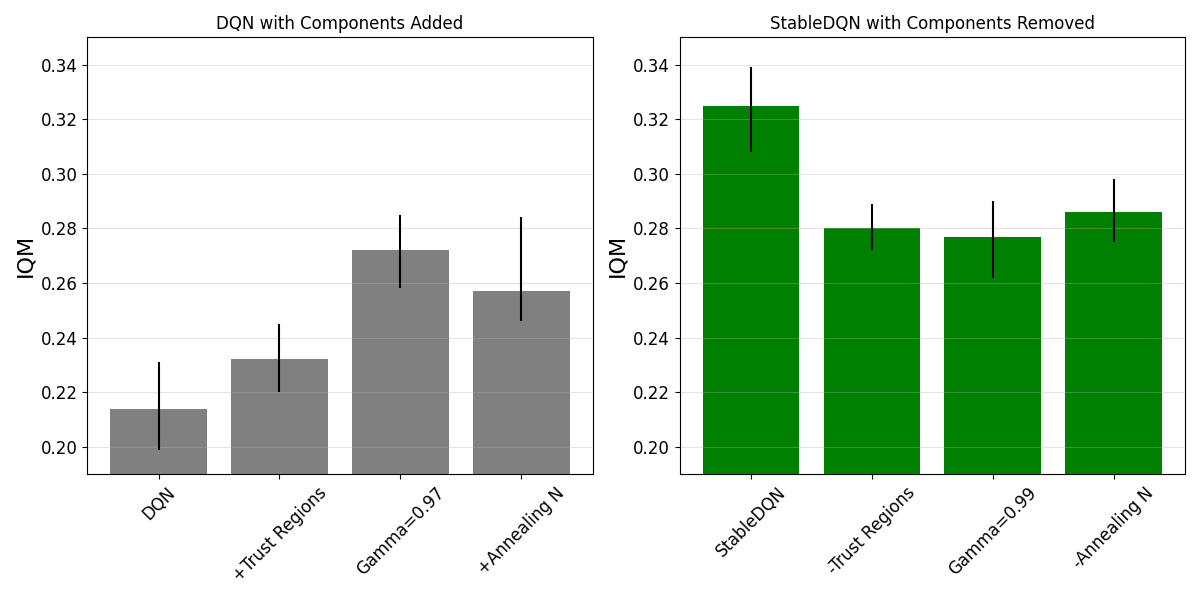 DQN with Components Added
IQM
0.34
0.32
0.30
0.28
0.26
0.24
0.22
0.20
DQN
+Trust Regions
Gamma=0.97
+Annealing N
StableDQN with Components Removed
IQM
0.34
0.32
0.30
0.28
0.26
0.24
0.22
0.20
StableDQN
-Trust Regions
Gamma=0.99
-Annealing N